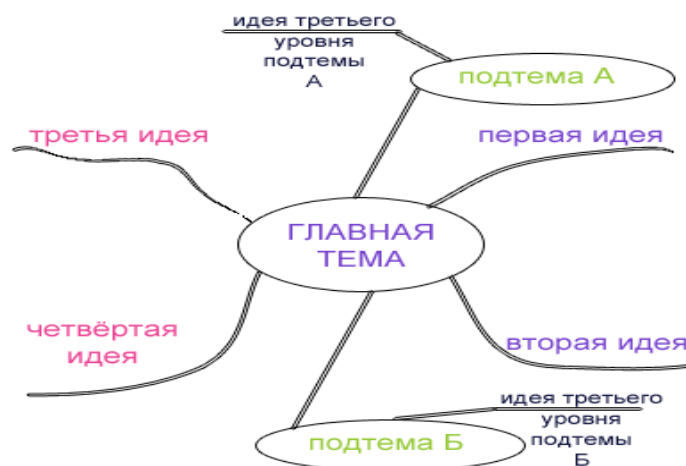 идея третьего
уровня
подтемы
А
подтема А
третья идея
первая идея
ГЛАВНАЯ
ТЕМА
четвёртая
идея
вторая идея
идея третьего
уровня
подтемы
Б
подтема Б